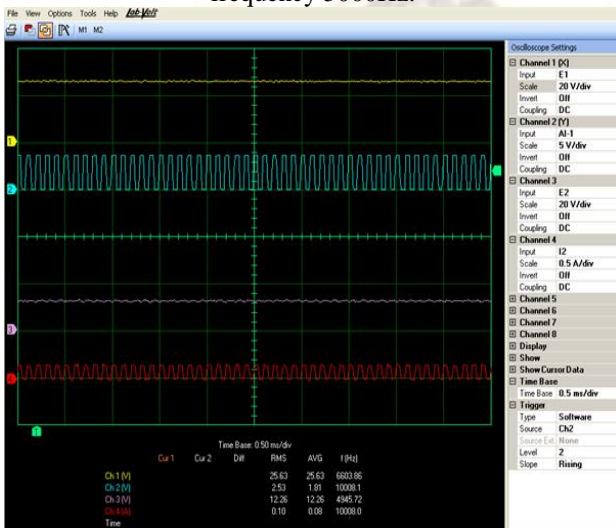 frequency 5000Hz.
File View Options Tools Help Lab-Volt
M1 M2
Oscilloscope Settings
Channel 1 (X)
Input E1
Scale 20 V/div
Invert Off
Coupling DC
Channel 2 (Y)
Input AI-1
Scale 5 V/div
Invert Off
Coupling DC
Channel 3
Input E2
Scale 20 V/div
Invert Off
Coupling DC
Channel 4
Input I2
Scale 0.5 A/div
Invert Off
Coupling DC
Channel 5
Channel 6
Channel 7
Channel 8
Display
Show
Show Cursor Data
Time Base
Time Base 0.5 ms/div
Trigger
Type Software
Source Ch2
Source Ext. None
Level 2
Slope Rising
1
2
3
4
T
Time Base: 0.50 ms/div
Cur 1 Cur 2 Diff RMS AVG f (Hz)
Ch 1 (V) 25.63 25.63 6603.86
Ch 2 (V) 2.53 1.81 10008.1
Ch 3 (V) 12.26 12.26 4945.72
Ch 4 (A) 0.10 0.08 10008.0
Time